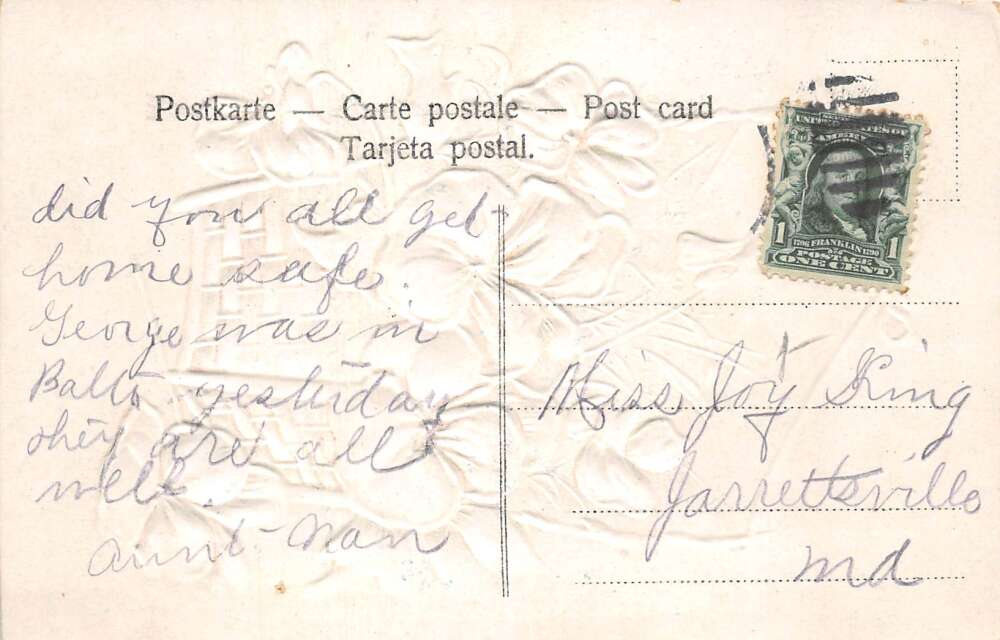 Postkarte — Carte postale — Post card
Tarjeta postal.
did you all get
home safe.
George was in
Balto yesterday
they are all
well.
Aunt Nan
UNITED STATES OF
AMERICA
1 1
1706 FRANKLIN 1790
POSTAGE
ONE CENT
Miss Joy King
Jarrettsville
Md